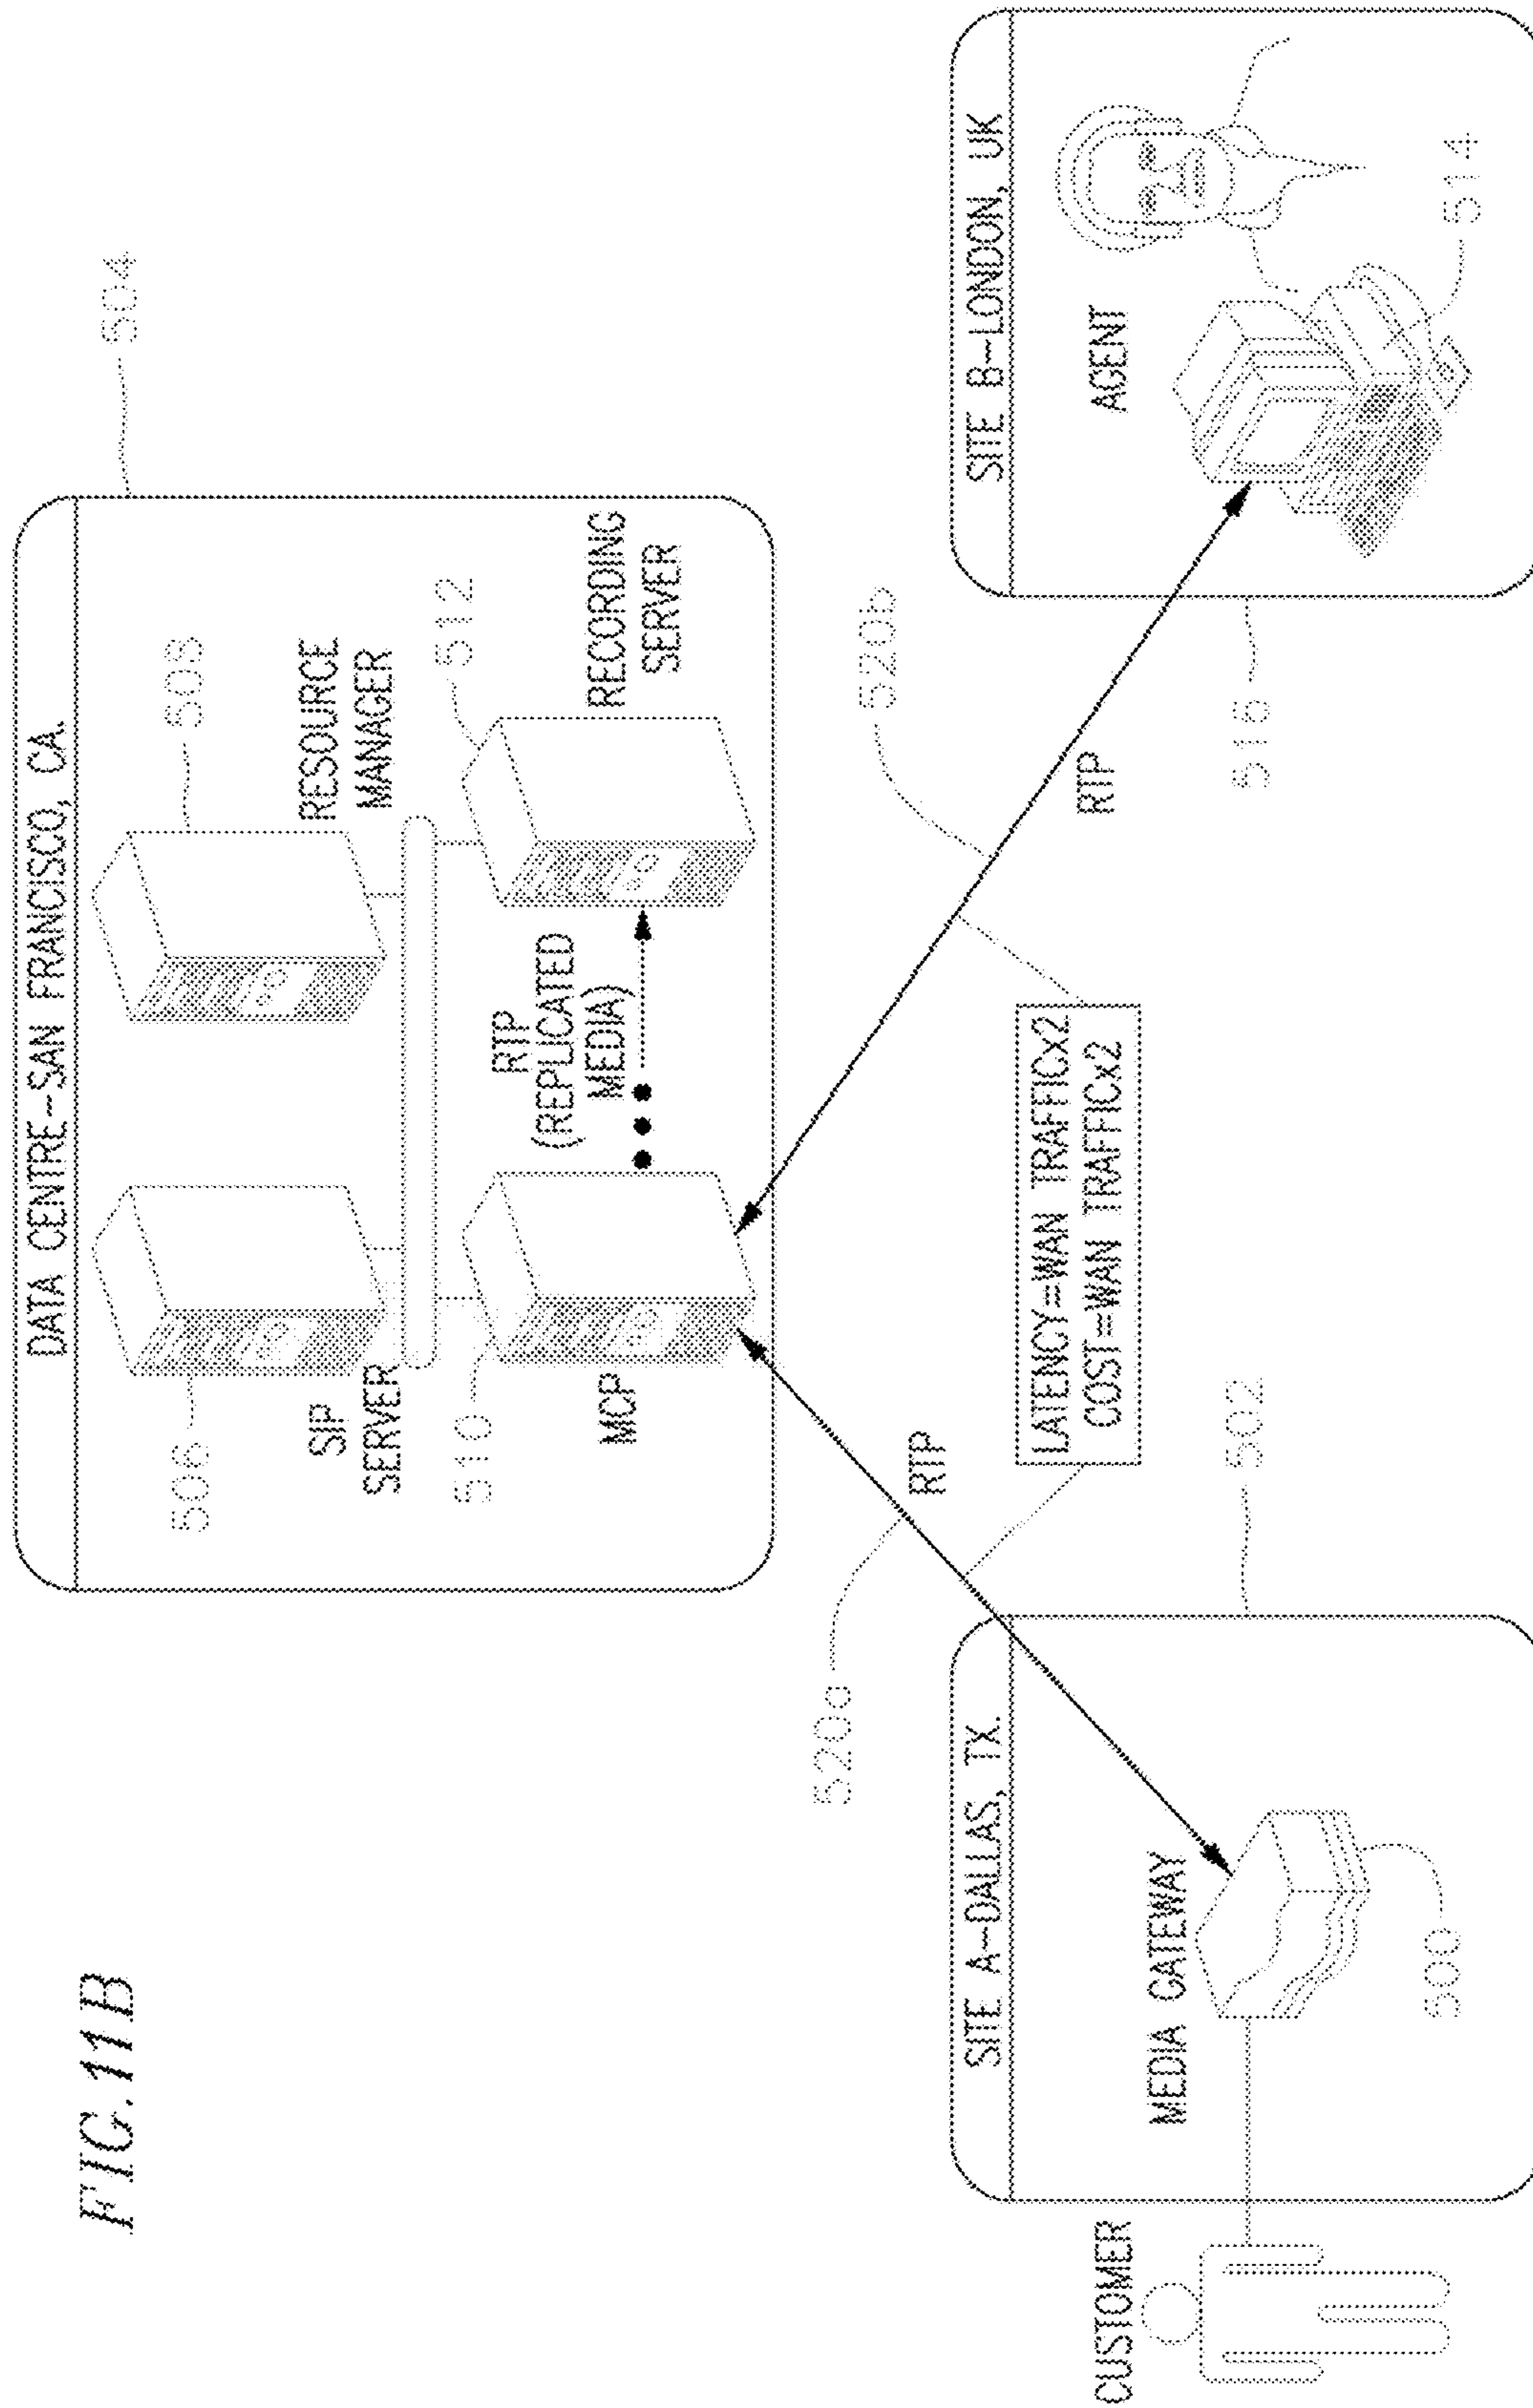 FIG. 11B
DATA CENTRE-SAN FRANCISCO, CA.
504
506
SIP
SERVER
508
RESOURCE
MANAGER
510
MCP
RTP
(REPLICATED
MEDIA)
512
RECORDING
SERVER
520a
RTP
520b
RTP
LATENCY=WAN TRAFFICx2
COST=WAN TRAFFICx2
CUSTOMER
SITE A-DALLAS, TX.
MEDIA GATEWAY
500
502
SITE B-LONDON, UK
AGENT
514
516